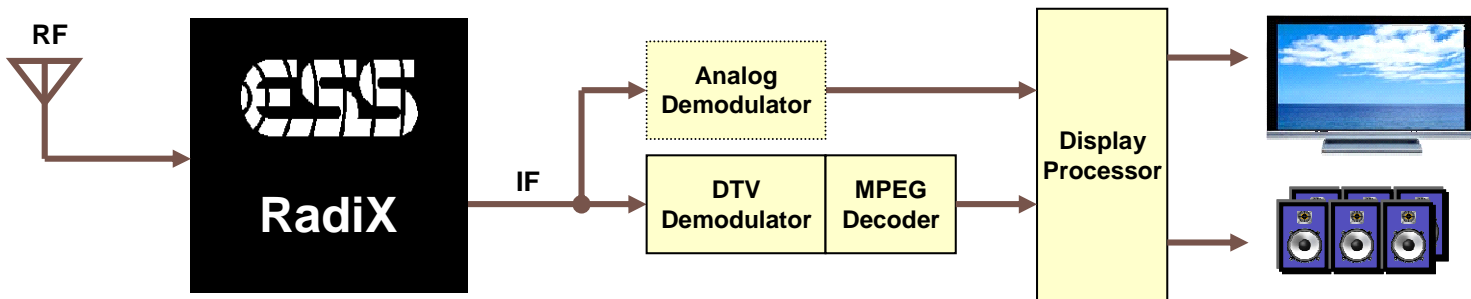 RF
ESS
RadiX
IF
Analog
Demodulator
DTV
Demodulator
MPEG
Decoder
Display
Processor